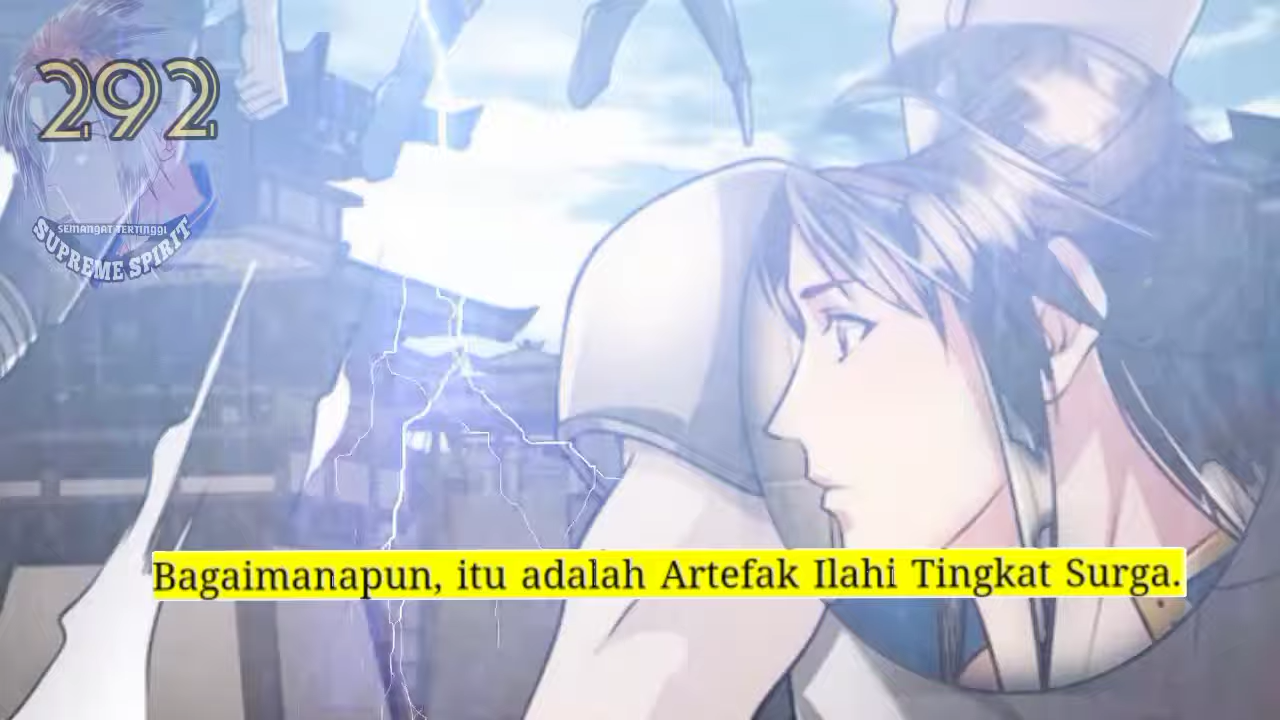 292
SEMANGAT TERTINGGI
SUPREME SPIRIT
Bagaimanapun, itu adalah Artefak Ilahi Tingkat Surga.